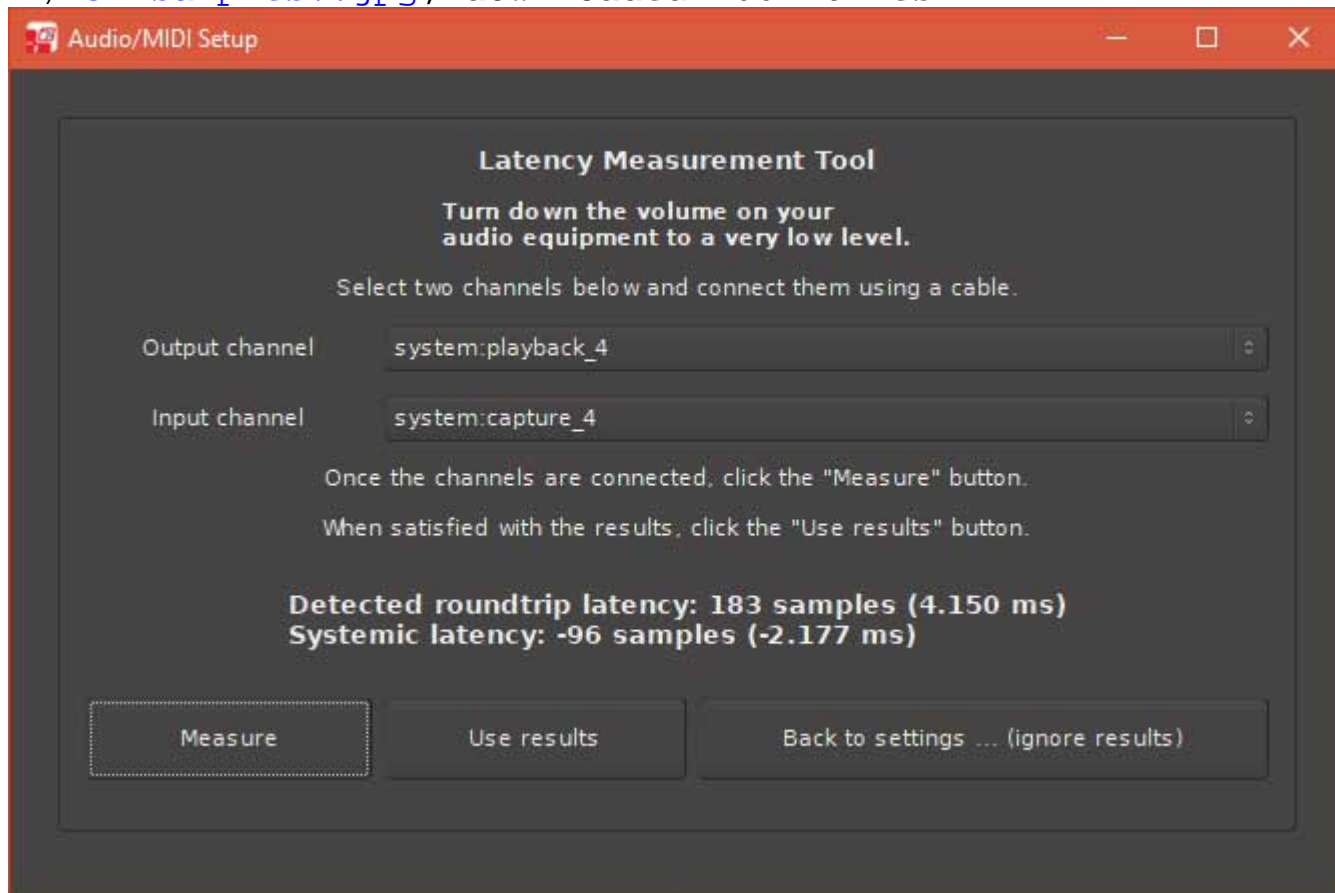 Audio/MIDI Setup
Latency Measurement Tool
Turn down the volume on your
audio equipment to a very low level.
Select two channels below and connect them using a cable.
Output channel system:playback_4
Input channel system:capture_4
Once the channels are connected, click the "Measure" button.
When satisfied with the results, click the "Use results" button.
Detected roundtrip latency: 183 samples (4.150 ms)
Systemic latency: -96 samples (-2.177 ms)
Measure Use results Back to settings ... (ignore results)